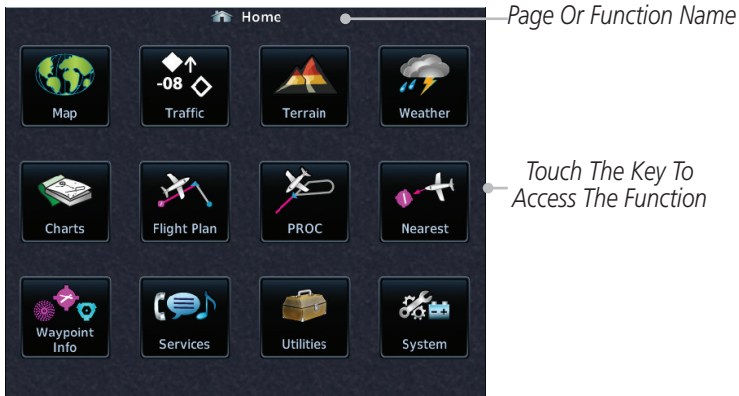 Home
Page Or Function Name
-08
Map
Traffic
Terrain
Weather
Touch The Key To
Access The Function
Charts
Flight Plan
PROC
Nearest
Waypoint
Info
Services
Utilities
System